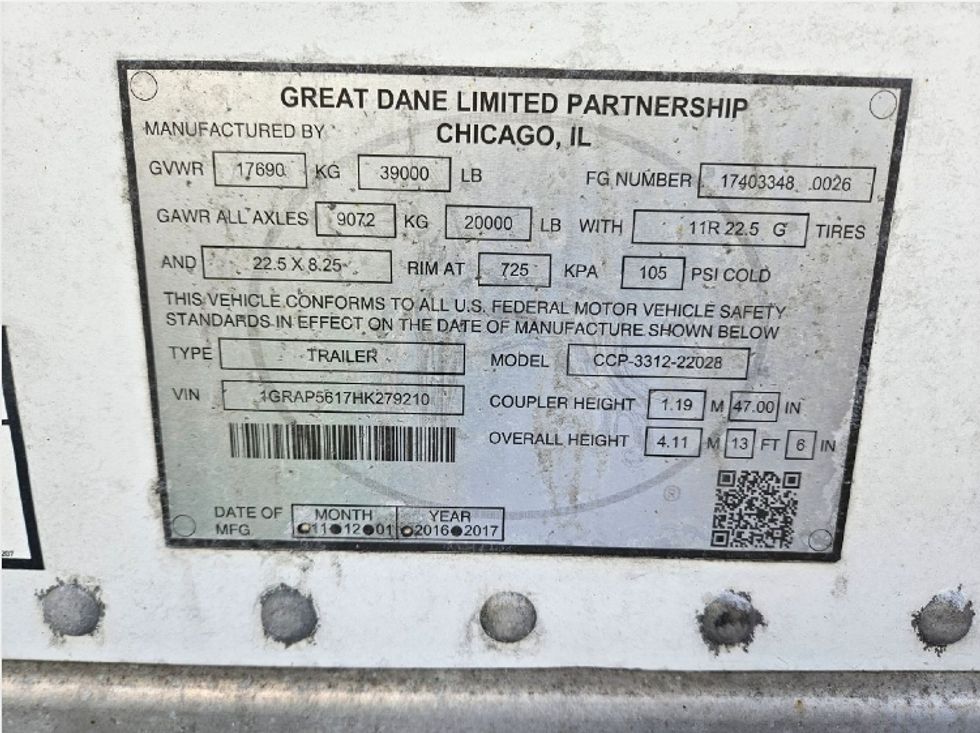 GREAT DANE LIMITED PARTNERSHIP
MANUFACTURED BY CHICAGO, IL
GVWR 17690 KG 39000 LB FG NUMBER 17403348 0026
GAWR ALL AXLES 9072 KG 20000 LB WITH 11R 22.5 G TIRES
AND 22.5 X 8.25 RIM AT 725 KPA 105 PSI COLD
THIS VEHICLE CONFORMS TO ALL U.S. FEDERAL MOTOR VEHICLE SAFETY
STANDARDS IN EFFECT ON THE DATE OF MANUFACTURE SHOWN BELOW
TYPE TRAILER MODEL CCP-3312-22028
VIN 1GRAP5617HK279210 COUPLER HEIGHT 1.19 M 47.00 IN
OVERALL HEIGHT 4.11 M 13 FT 6 IN
®
DATE OF MFG MONTH YEAR
11 12 01 2016 2017
207